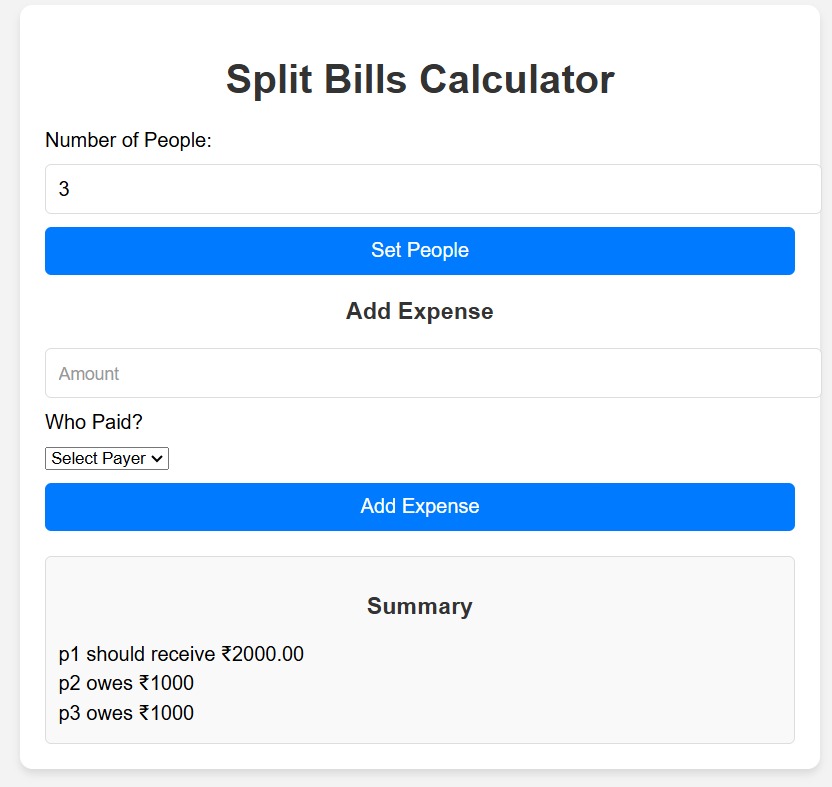 Split Bills Calculator
Number of People:
3
Set People
Add Expense
Amount
Who Paid?
Select Payer
Add Expense
Summary
p1 should receive ₹2000.00
p2 owes ₹1000
p3 owes ₹1000